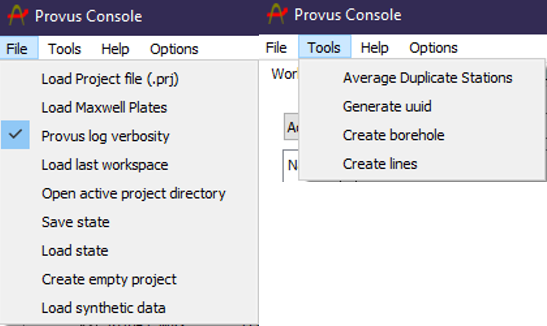 Provus Console
File Tools Help Options
Load Project file (.prj)
Load Maxwell Plates
Provus log verbosity
Load last workspace
Open active project directory
Save state
Load state
Create empty project
Load synthetic data
Provus Console
File Tools Help Options
Average Duplicate Stations
Generate uuid
Create borehole
Create lines